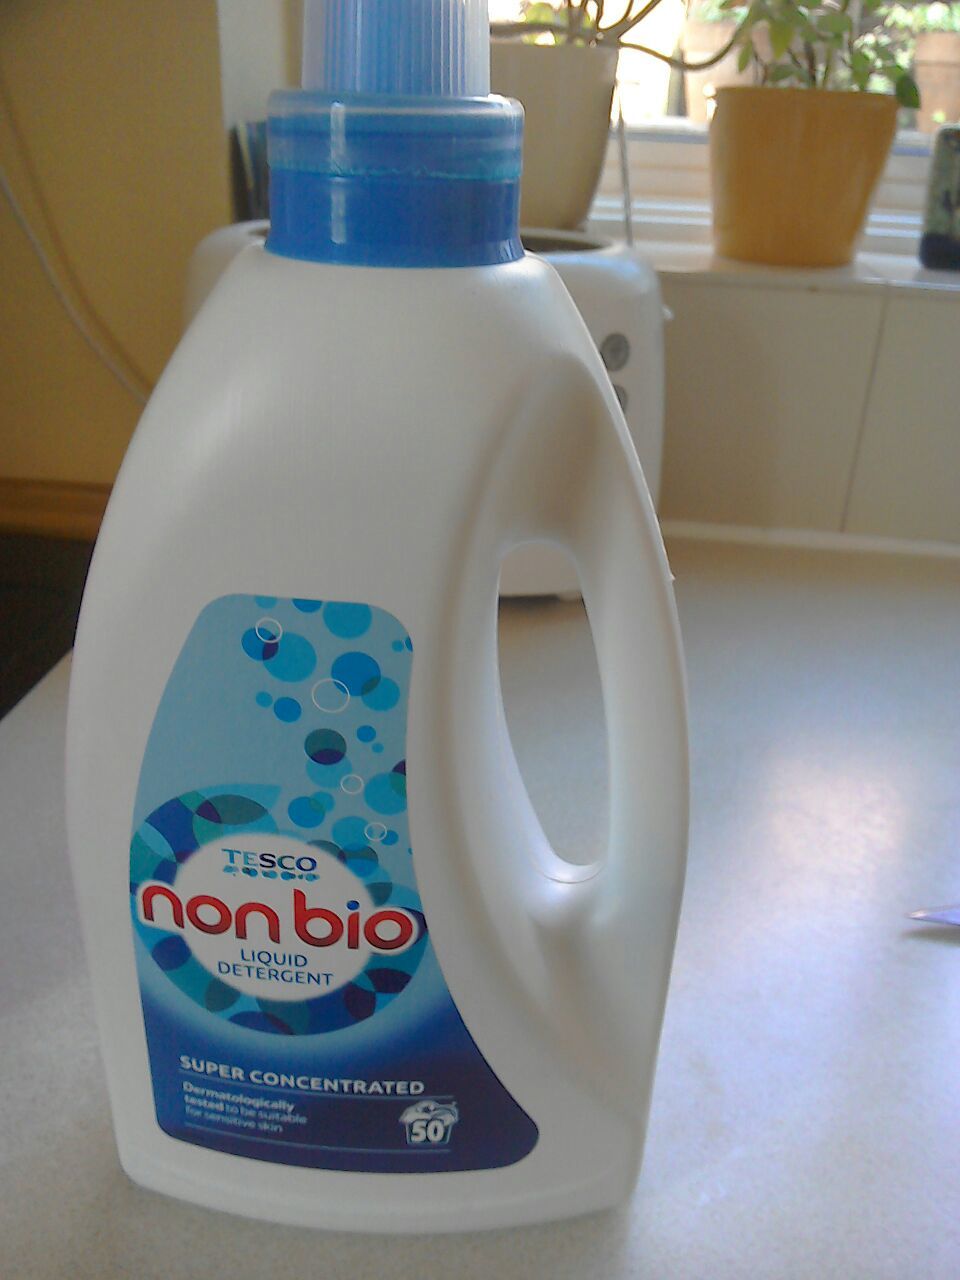 TESCO
non bio
LIQUID
DETERGENT
SUPER CONCENTRATED
Dermatologically
tested to be suitable
for sensitive skin
50